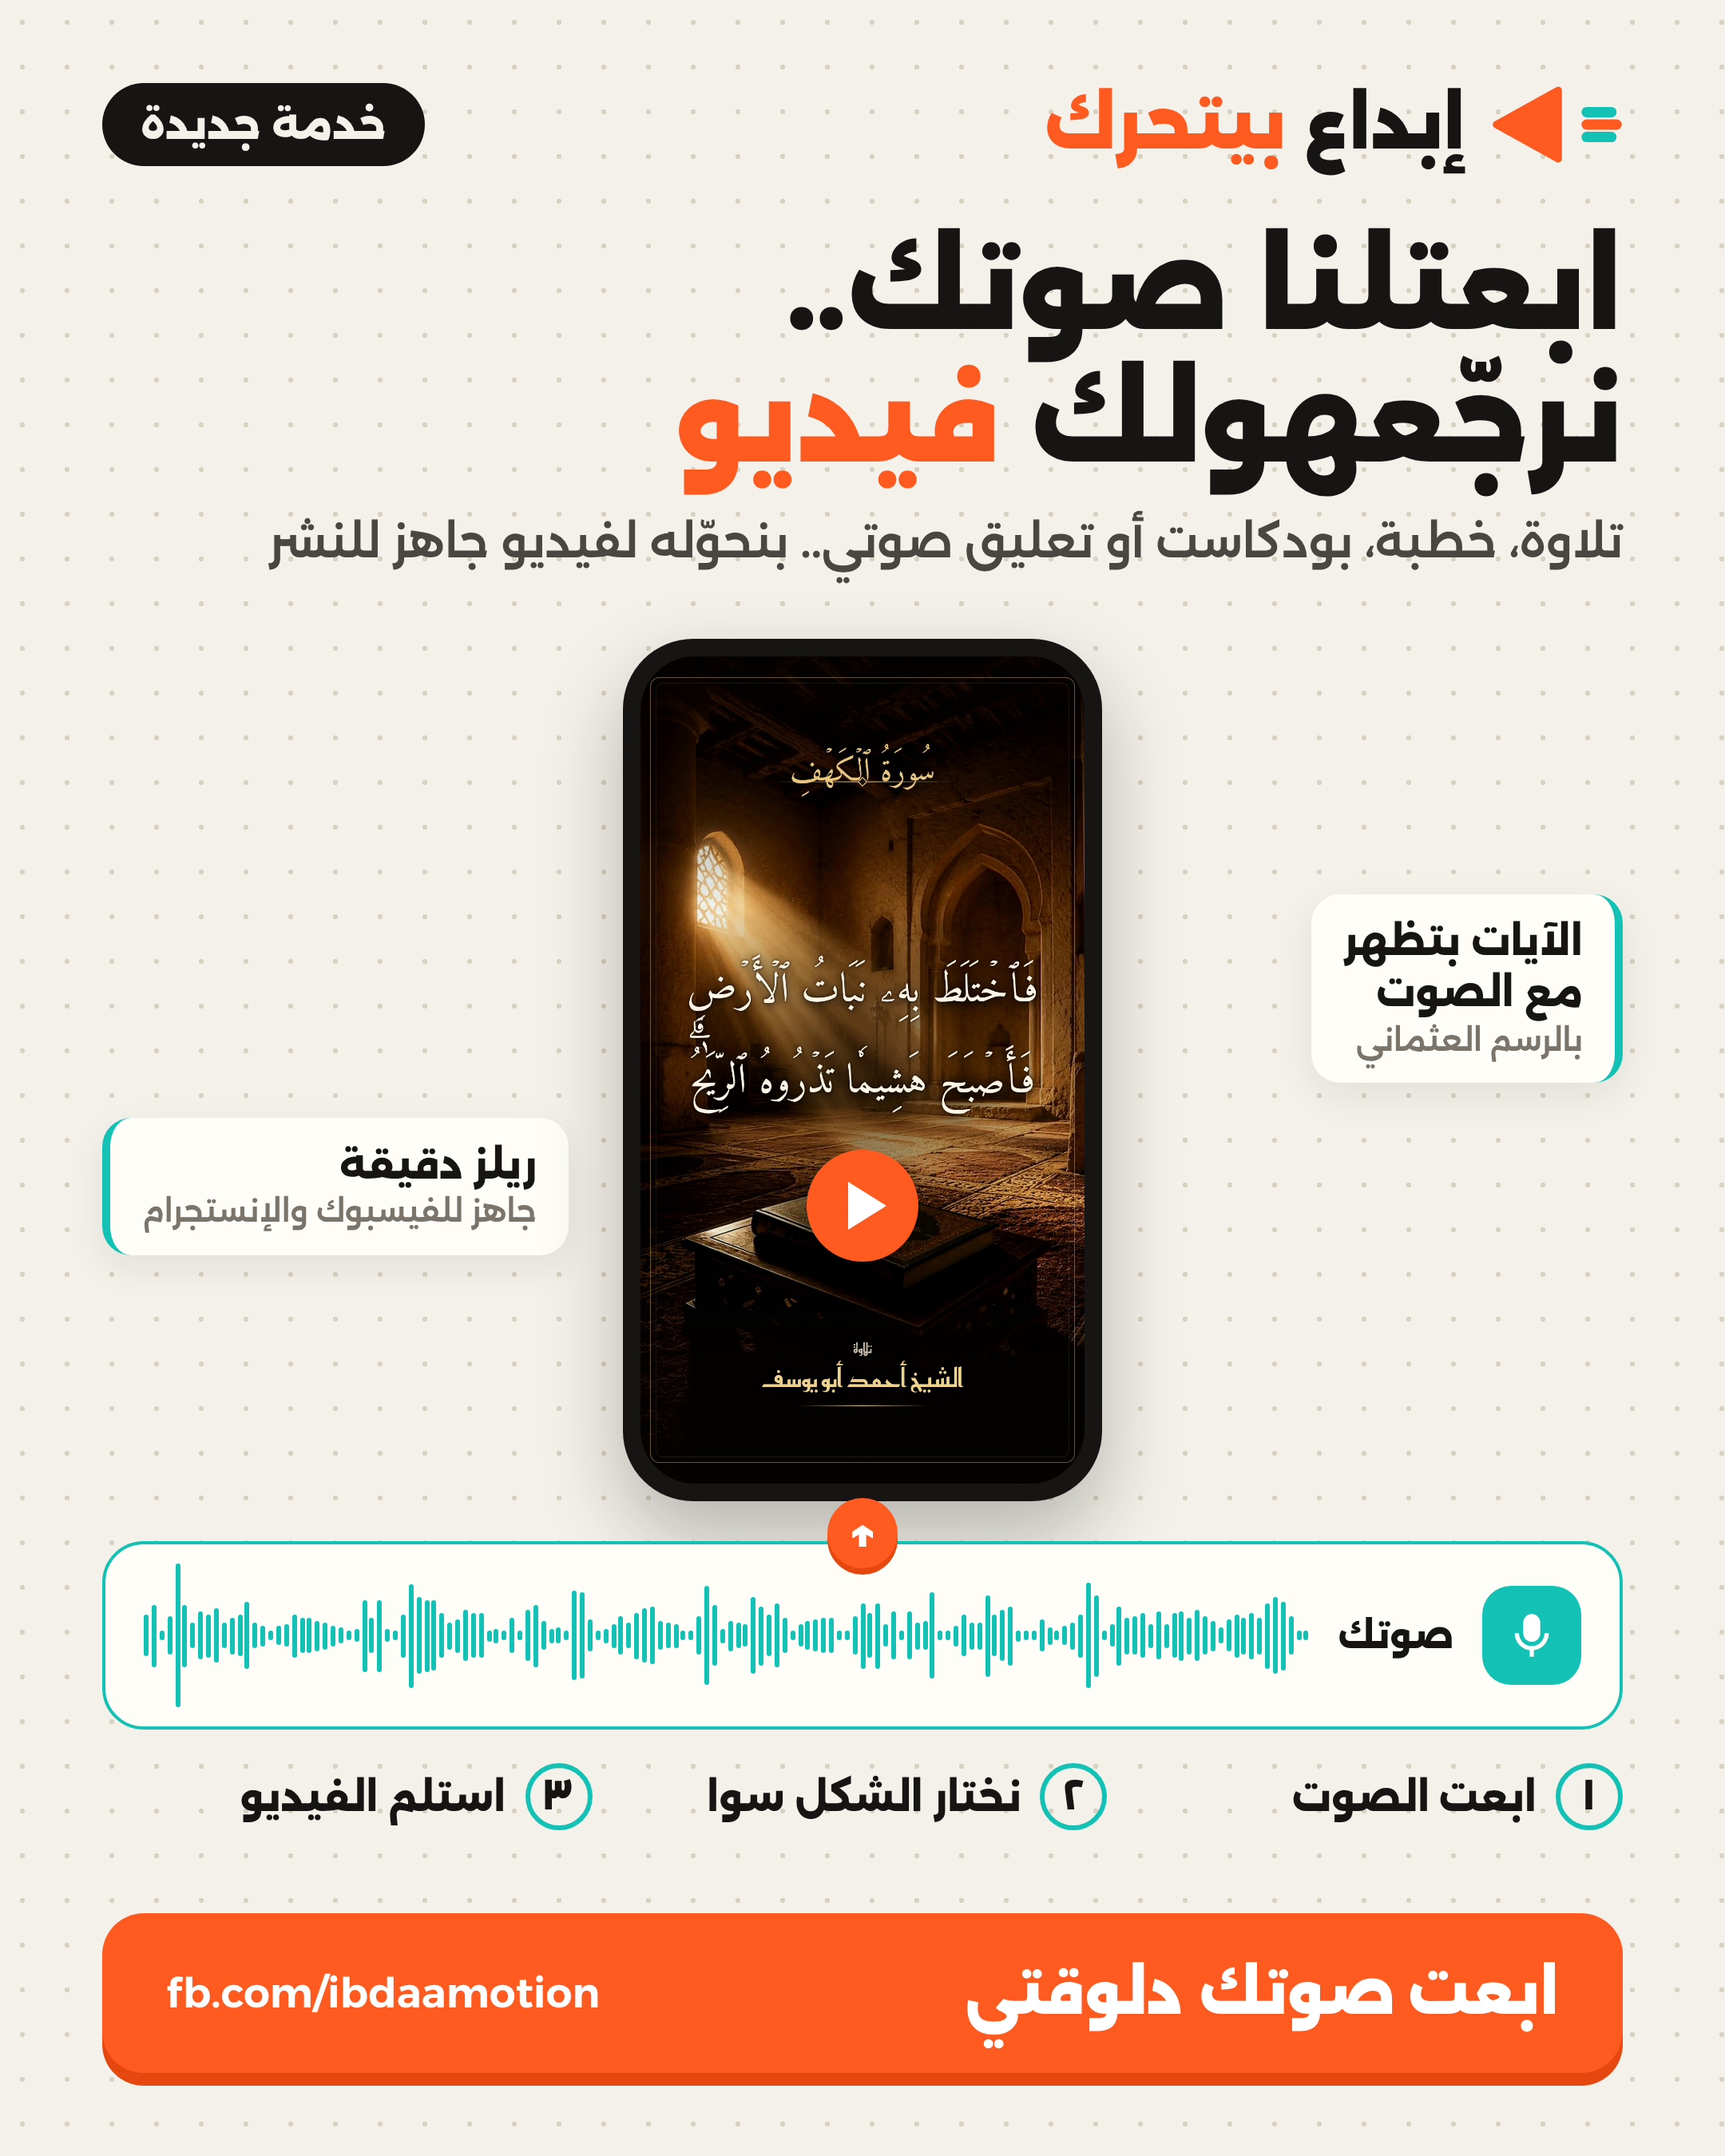 إبداع بيتحرك
خدمة جديدة
ابعتلنا صوتك..
نرجّعهولك فيديو
تلاوة، خطبة، بودكاست أو تعليق صوتي.. بنحوّله لفيديو جاهز للنشر
سُورَةُ ٱلۡكَهۡفِ
فَٱخۡتَلَطَ بِهِۦ نَبَاتُ ٱلۡأَرۡضِ
فَأَصۡبَحَ هَشِيمٗا تَذۡرُوهُ ٱلرِّيَٰحُۗ
تلاوة
الشيخ أحمد أبو يوسف
الآيات بتظهر
مع الصوت
بالرسم العثماني
ريلز دقيقة
جاهز للفيسبوك والإنستجرام
صوتك
١ ابعت الصوت
٢ نختار الشكل سوا
٣ استلم الفيديو
ابعت صوتك دلوقتي
fb.com/ibdaamotion